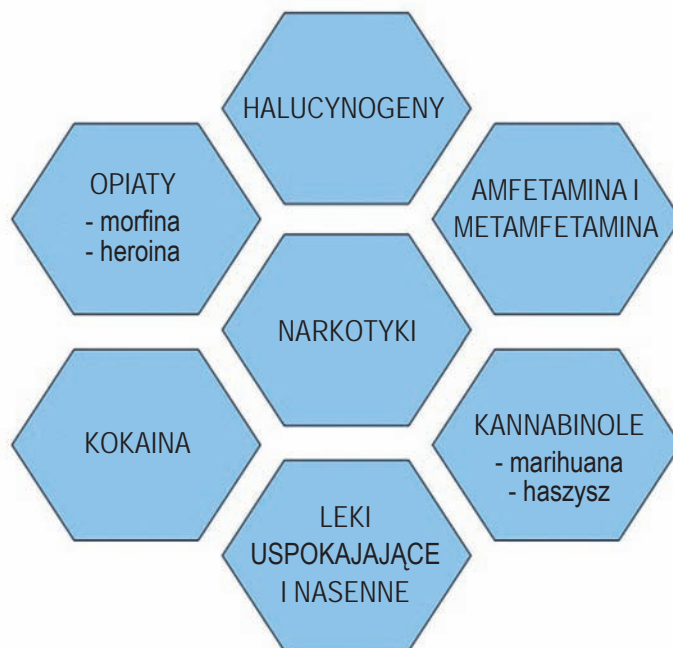 HALUCYNOGENY
OPIATY
- morfina
- heroina
AMFETAMINA I
METAMFETAMINA
NARKOTYKI
KOKAINA
KANNABINOLE
- marihuana
- haszysz
LEKI
USPOKAJAJĄCE
I NASENNE